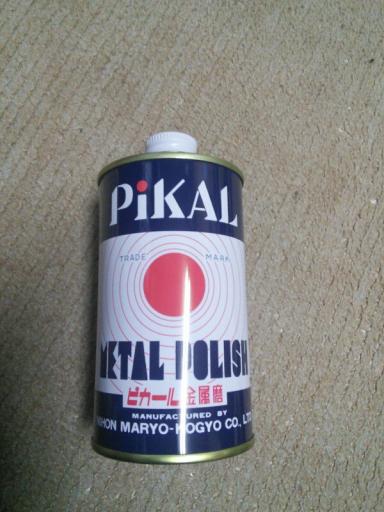 PiKAL
TRADE MARK
METAL POLISH
ピカール金属磨
MANUFACTURED BY
NIHON MARYO-KOGYO CO., LTD